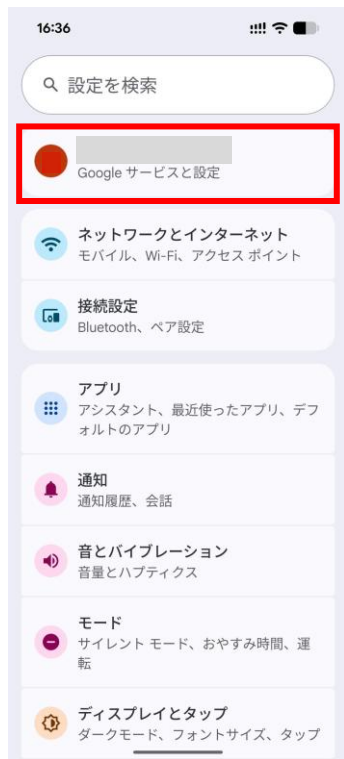 16:36
設定を検索
Google サービスと設定
ネットワークとインターネット
モバイル、Wi-Fi、アクセス ポイント
接続設定
Bluetooth、ペア設定
アプリ
アシスタント、最近使ったアプリ、デフ
ォルトのアプリ
通知
通知履歴、会話
音とバイブレーション
音量とハプティクス
モード
サイレント モード、おやすみ時間、運
転
ディスプレイとタップ
ダークモード、フォントサイズ、タップ